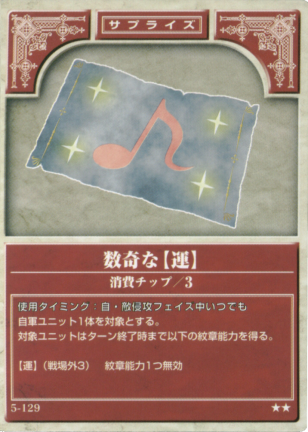 サプライズ
数奇な【運】
消費チップ／3
使用タイミング：自・敵侵攻フェイス中いつでも
自軍ユニット1体を対象とする。
対象ユニットはターン終了時まで以下の紋章能力を得る。
【運】（戦場外3）　紋章能力1つ無効
5-129 ★★